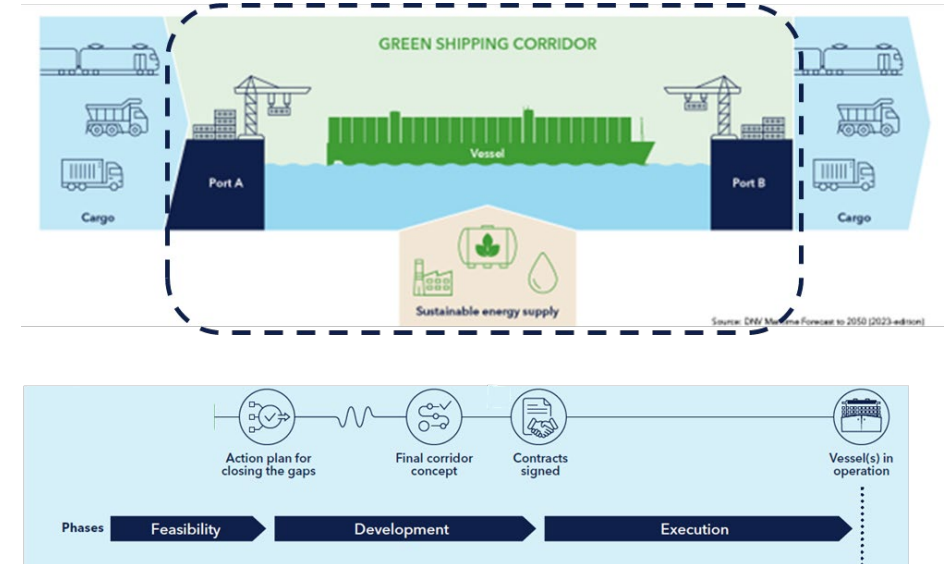 GREEN SHIPPING CORRIDOR
Vessel
Port A
Port B
Cargo
Cargo
Sustainable energy supply
Source: DNV Maritime Forecast to 2050 (2023-edition)
Action plan for
closing the gaps
Final corridor
concept
Contracts
signed
Vessel(s) in
operation
Phases
Feasibility
Development
Execution